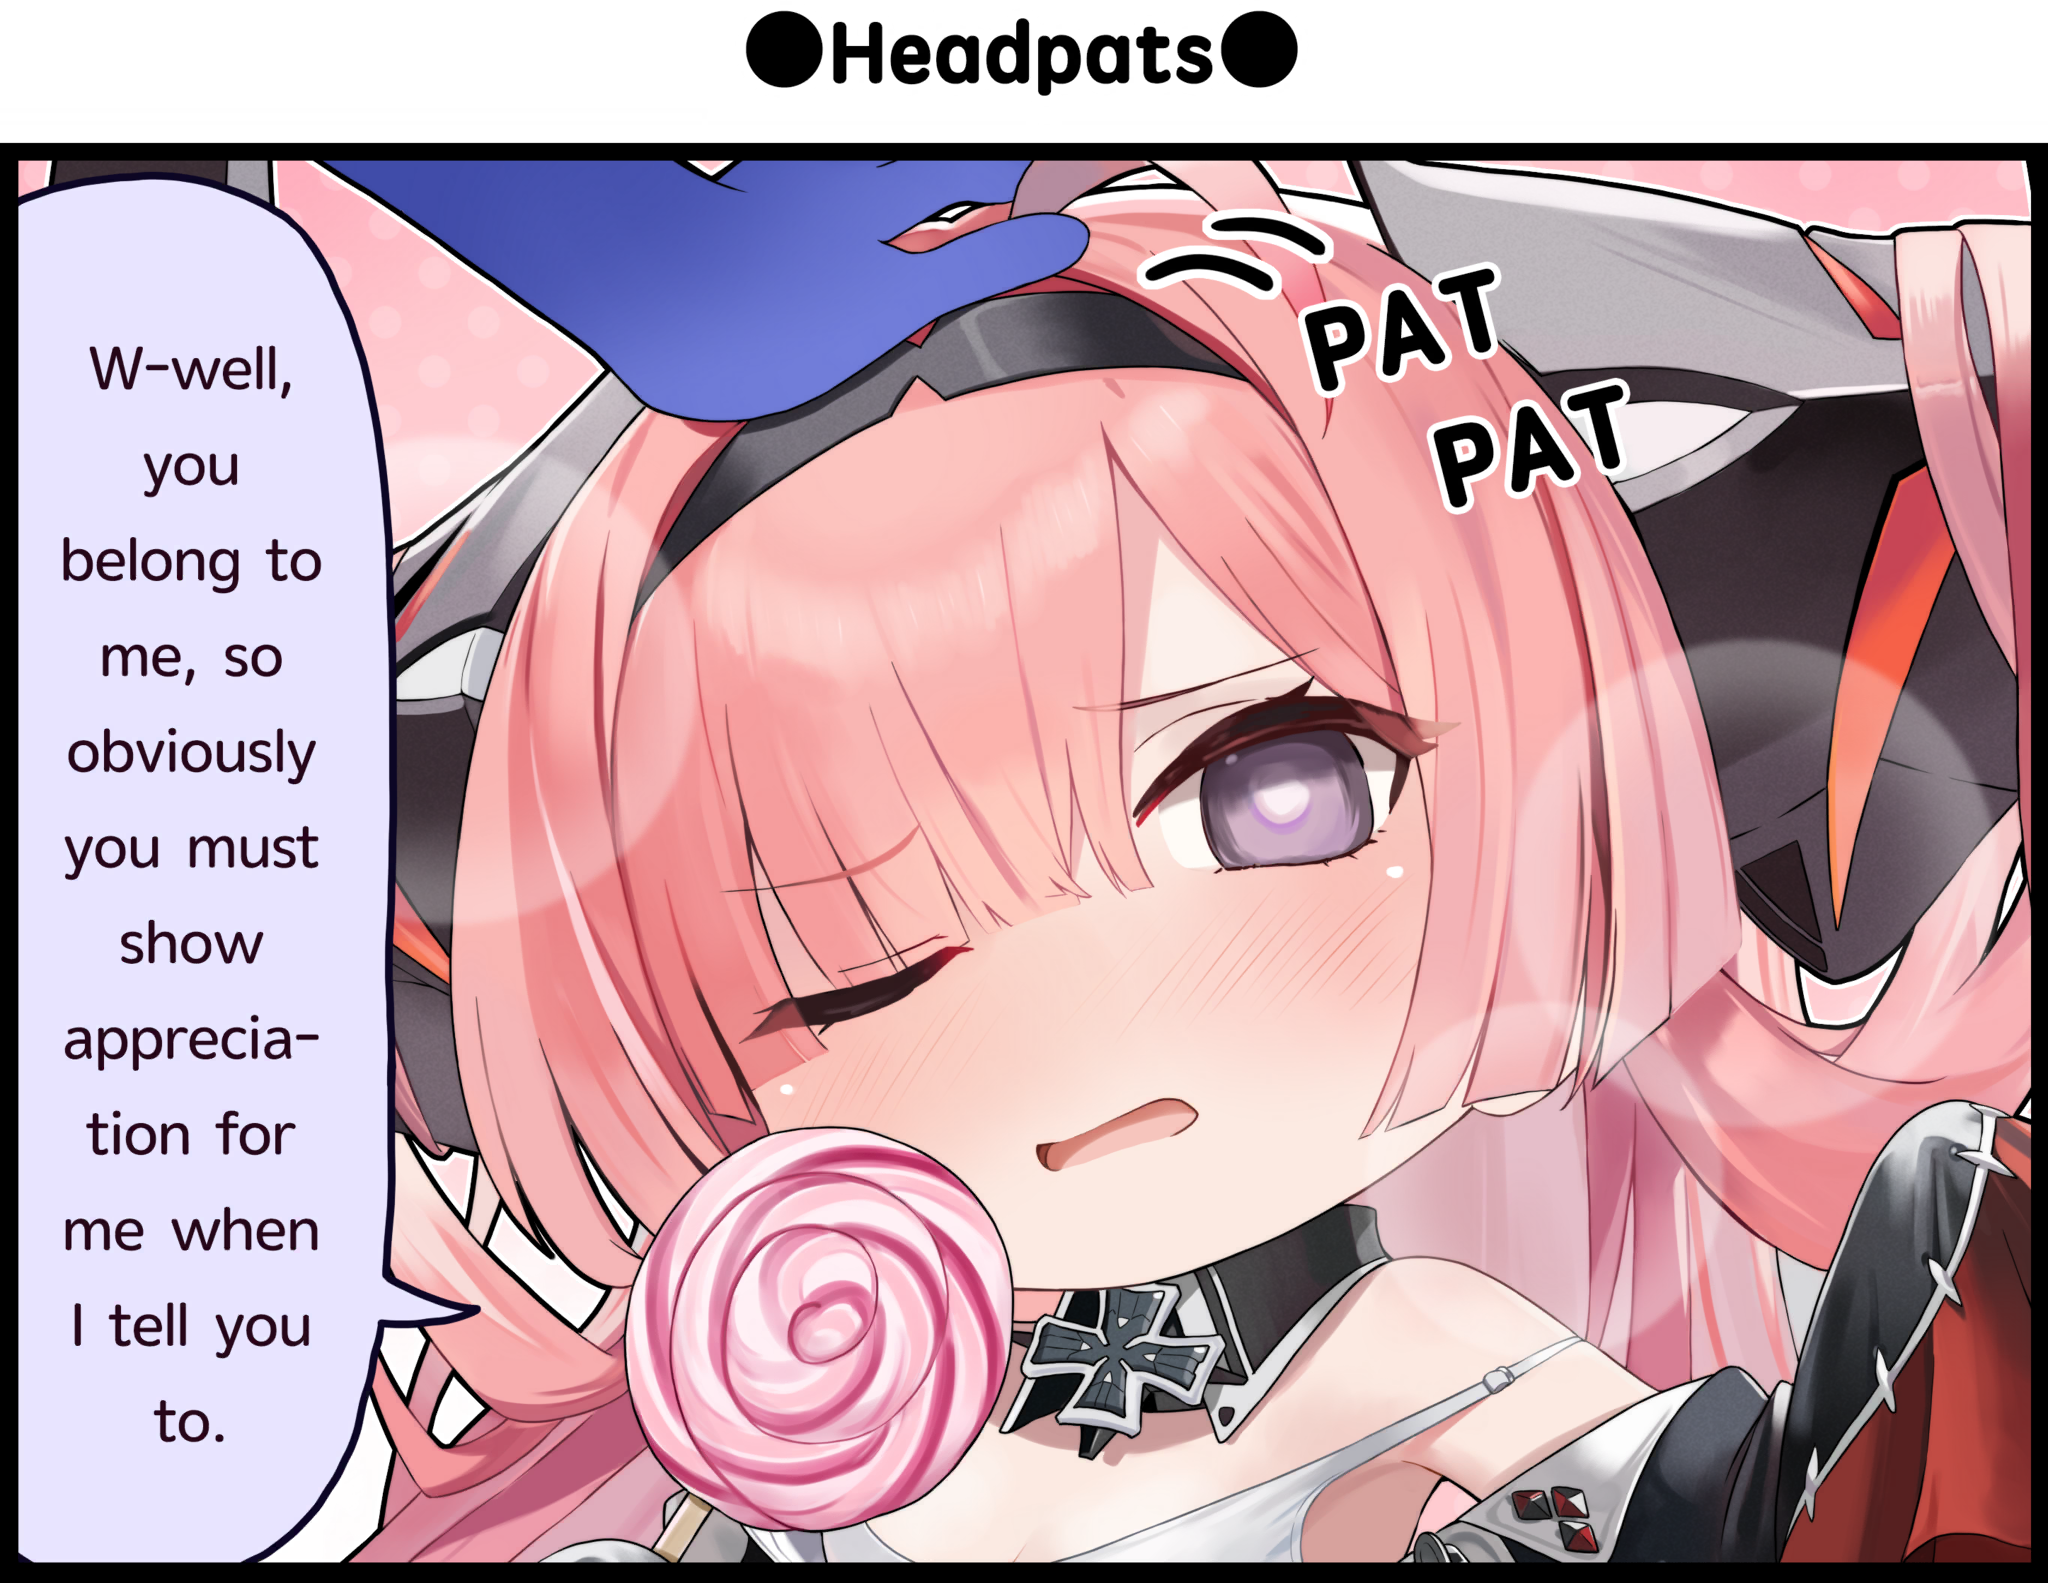 ●Headpats●
W-well,
you
belong to
me, so
obviously
you must
show
apprecia-
tion for
me when
I tell you
to.
PAT
PAT